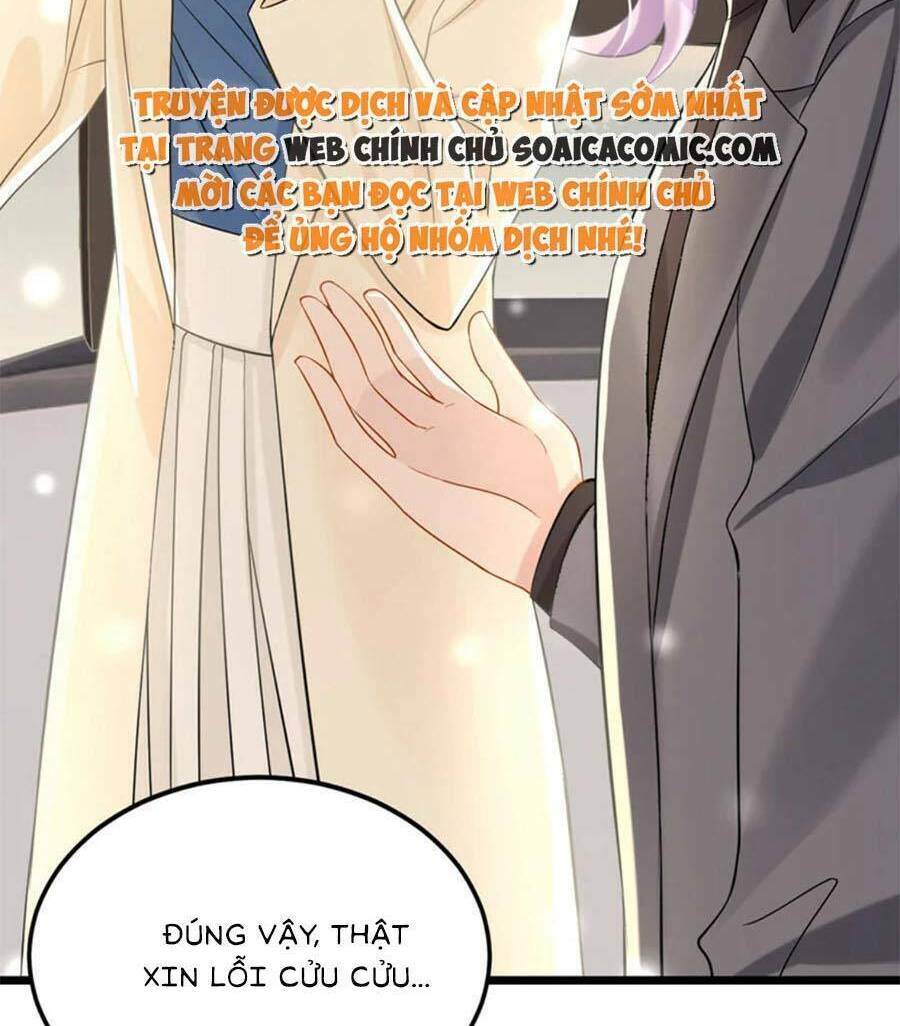 TRUYỆN ĐƯỢC DỊCH VÀ CẬP NHẬT SỚM NHẤT
TẠI TRANG WEB CHÍNH CHỦ SOAICACOMIC.COM
MỜI CÁC BẠN ĐỌC TẠI WEB CHÍNH CHỦ
ĐỂ ỦNG HỘ NHÓM DỊCH NHÉ!
ĐÚNG VẬY, THẬT
XIN LỖI CỬU CỬU...